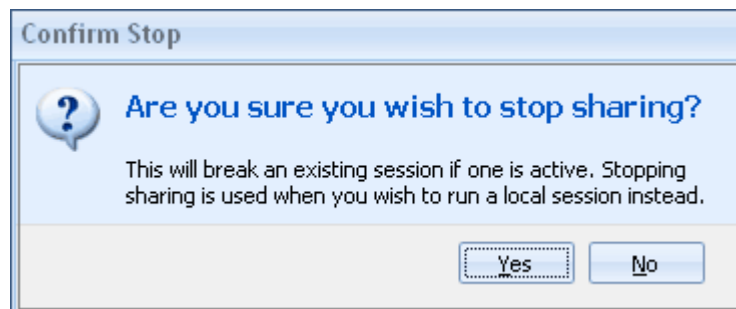 Confirm Stop
Are you sure you wish to stop sharing?
This will break an existing session if one is active. Stopping
sharing is used when you wish to run a local session instead.
Yes
No